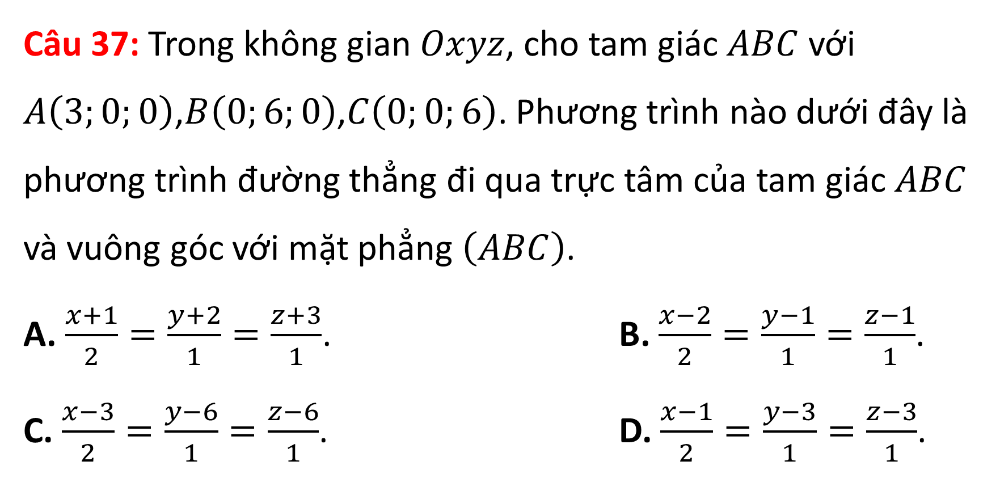 Câu 37: Trong không gian Oxyz, cho tam giác ABC với
A(3; 0; 0),B(0; 6; 0),C(0; 0; 6). Phương trình nào dưới đây là
phương trình đường thẳng đi qua trực tâm của tam giác ABC
và vuông góc với mặt phẳng (ABC).
A. \frac{x+1}{2} = \frac{y+2}{1} = \frac{z+3}{1}. B. \frac{x-2}{2} = \frac{y-1}{1} = \frac{z-1}{1}.
C. \frac{x-3}{2} = \frac{y-6}{1} = \frac{z-6}{1}. D. \frac{x-1}{2} = \frac{y-3}{1} = \frac{z-3}{1}.